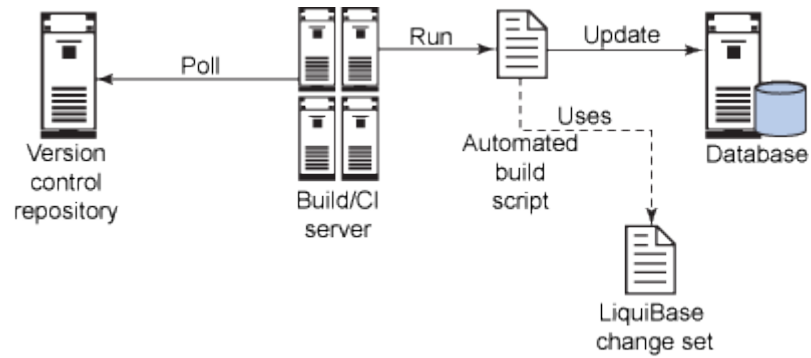 Poll
Run
Update
Uses
Version
control
repository
Build/CI
server
Automated
build
script
Database
LiquiBase
change set